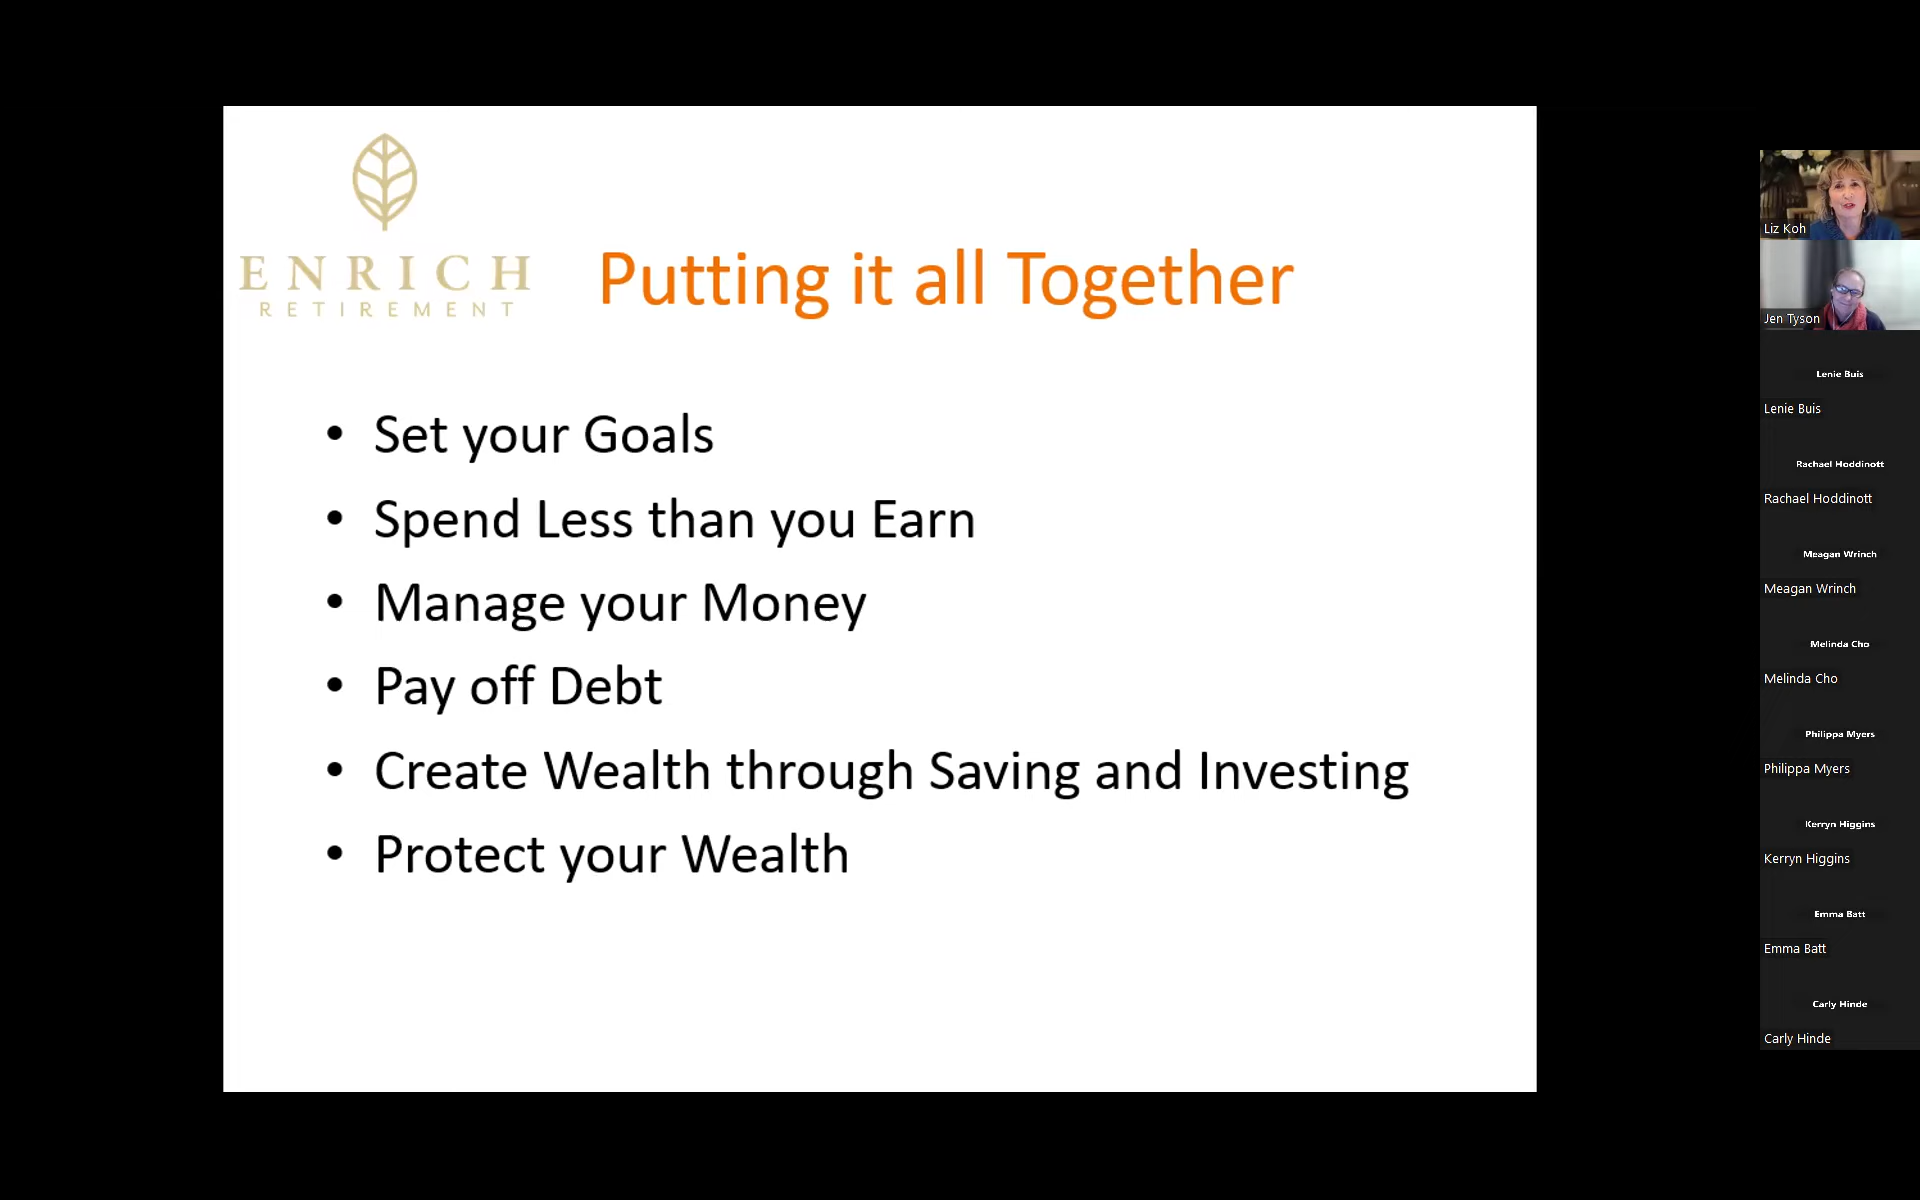 ENRICH
RETIREMENT
Putting it all Together
• Set your Goals
• Spend Less than you Earn
• Manage your Money
• Pay off Debt
• Create Wealth through Saving and Investing
• Protect your Wealth
Liz Koh
Jen Tyson
Lenie Buis
Lenie Buis
Rachael Hoddinott
Rachael Hoddinott
Meagan Wrinch
Meagan Wrinch
Melinda Cho
Melinda Cho
Philippa Myers
Philippa Myers
Kerryn Higgins
Kerryn Higgins
Emma Batt
Emma Batt
Carly Hinde
Carly Hinde